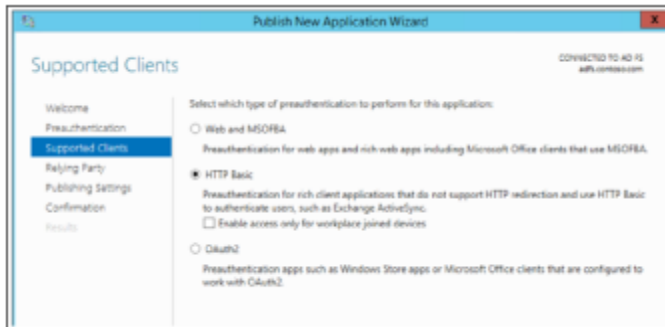 Publish New Application Wizard
x
Supported Clients
CONNECTED TO AD FS
adfs.contoso.com
Welcome
Preauthentication
Supported Clients
Relying Party
Publishing Settings
Confirmation
Results
Select which type of preauthentication to perform for this application:
Web and MSOFBA
Preauthentication for web apps and rich web apps including Microsoft Office clients that use MSOFBA.
HTTP Basic
Preauthentication for rich client applications that do not support HTTP redirection and use HTTP Basic
to authenticate users, such as Exchange ActiveSync.
Enable access only for workplace joined devices
OAuth2
Preauthentication apps such as Windows Store apps or Microsoft Office clients that are configured to
work with OAuth2.